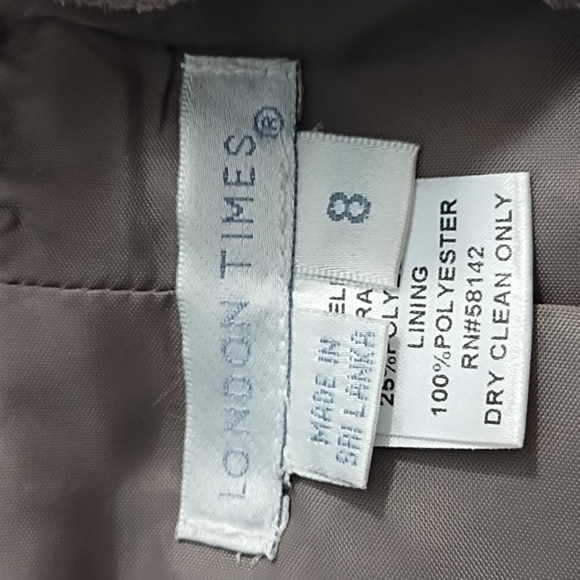 LONDON TIMES®
8
MADE IN
SRI LANKA
LINING
100%POLYESTER
RN#58142
DRY CLEAN ONLY